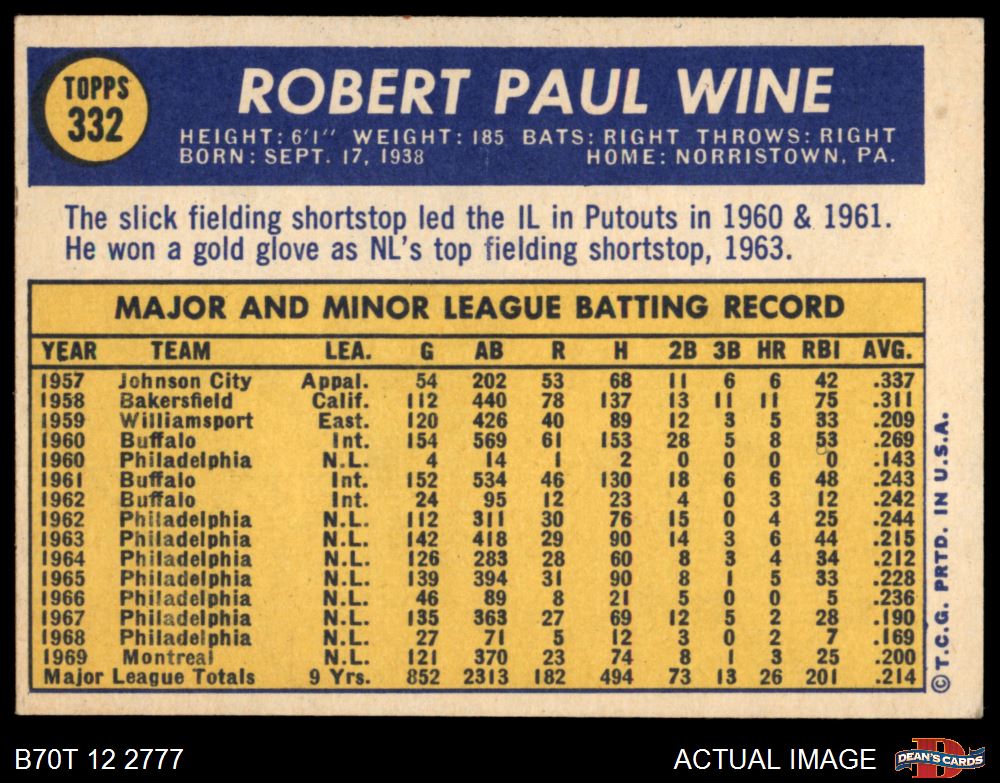 TOPPS
332
ROBERT PAUL WINE
HEIGHT: 6'1" WEIGHT: 185 BATS: RIGHT THROWS: RIGHT
BORN: SEPT. 17, 1938 HOME: NORRISTOWN, PA.
The slick fielding shortstop led the IL in Putouts in 1960 & 1961.
He won a gold glove as NL's top fielding shortstop, 1963.
MAJOR AND MINOR LEAGUE BATTING RECORD
YEAR TEAM LEA. G AB R H 2B 3B HR RBI AVG.
1957 Johnson City Appal. 54 202 53 68 11 6 6 42 .337
1958 Bakersfield Calif. 112 440 78 137 13 11 11 75 .311
1959 Williamsport East. 120 426 40 89 12 3 5 33 .209
1960 Buffalo Int. 154 569 61 153 28 5 8 53 .269
1960 Philadelphia N.L. 4 14 1 2 0 0 0 0 .143
1961 Buffalo Int. 152 534 46 130 18 6 6 48 .243
1962 Buffalo Int. 24 95 12 23 4 0 3 12 .242
1962 Philadelphia N.L. 112 311 30 76 15 0 4 25 .244
1963 Philadelphia N.L. 142 418 29 90 14 3 6 44 .215
1964 Philadelphia N.L. 126 283 28 60 8 3 4 34 .212
1965 Philadelphia N.L. 139 394 31 90 8 1 5 33 .228
1966 Philadelphia N.L. 46 89 8 21 5 0 0 5 .236
1967 Philadelphia N.L. 135 363 27 69 12 5 2 28 .190
1968 Philadelphia N.L. 27 71 5 12 3 0 2 7 .169
1969 Montreal N.L. 121 370 23 74 8 1 3 25 .200
Major League Totals 9 Yrs. 852 2313 182 494 73 13 26 201 .214
© T.C.G. PRTD. IN U.S.A.
B70T 12 2777
ACTUAL IMAGE
D
DEAN'S CARDS